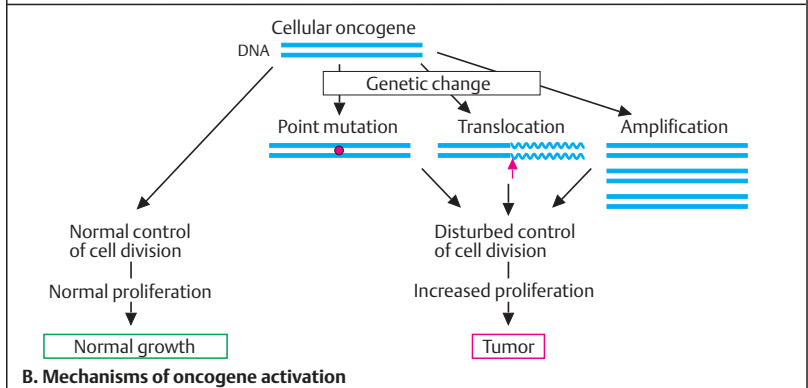 Cellular oncogene
DNA
Genetic change
Point mutation
Translocation
Amplification
Normal control
of cell division
Disturbed control
of cell division
Normal proliferation
Increased proliferation
Normal growth
Tumor
B. Mechanisms of oncogene activation